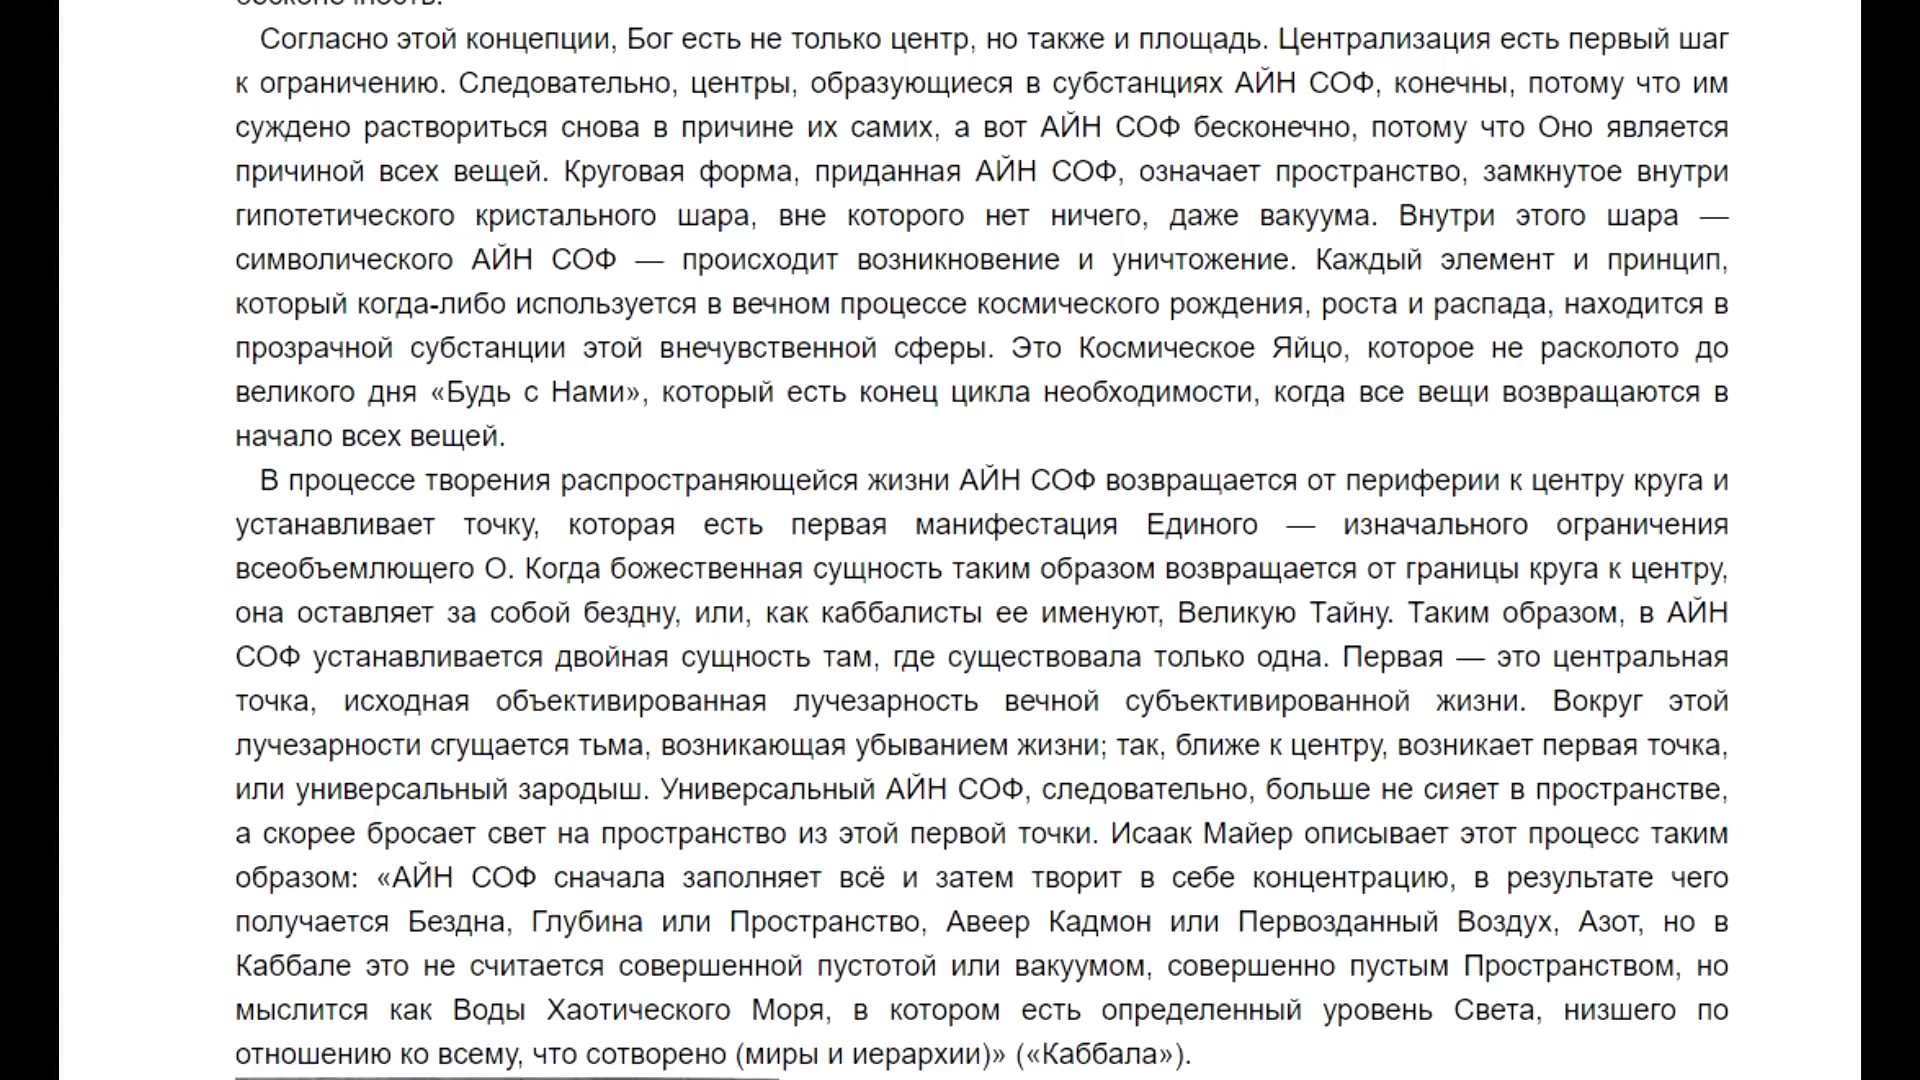 бесконечность.
Согласно этой концепции, Бог есть не только центр, но также и площадь. Централизация есть первый шаг
к ограничению. Следовательно, центры, образующиеся в субстанциях АЙН СОФ, конечны, потому что им
суждено раствориться снова в причине их самих, а вот АЙН СОФ бесконечно, потому что Оно является
причиной всех вещей. Круговая форма, приданная АЙН СОФ, означает пространство, замкнутое внутри
гипотетического кристального шара, вне которого нет ничего, даже вакуума. Внутри этого шара —
символического АЙН СОФ — происходит возникновение и уничтожение. Каждый элемент и принцип,
который когда-либо используется в вечном процессе космического рождения, роста и распада, находится в
прозрачной субстанции этой внечувственной сферы. Это Космическое Яйцо, которое не расколото до
великого дня «Будь с Нами», который есть конец цикла необходимости, когда все вещи возвращаются в
начало всех вещей.
В процессе творения распространяющейся жизни АЙН СОФ возвращается от периферии к центру круга и
устанавливает точку, которая есть первая манифестация Единого — изначального ограничения
всеобъемлющего О. Когда божественная сущность таким образом возвращается от границы круга к центру,
она оставляет за собой бездну, или, как каббалисты ее именуют, Великую Тайну. Таким образом, в АЙН
СОФ устанавливается двойная сущность там, где существовала только одна. Первая — это центральная
точка, исходная объективированная лучезарность вечной субъективированной жизни. Вокруг этой
лучезарности сгущается тьма, возникающая убыванием жизни; так, ближе к центру, возникает первая точка,
или универсальный зародыш. Универсальный АЙН СОФ, следовательно, больше не сияет в пространстве,
а скорее бросает свет на пространство из этой первой точки. Исаак Майер описывает этот процесс таким
образом: «АЙН СОФ сначала заполняет всё и затем творит в себе концентрацию, в результате чего
получается Бездна, Глубина или Пространство, Авеер Кадмон или Первозданный Воздух, Азот, но в
Каббале это не считается совершенной пустотой или вакуумом, совершенно пустым Пространством, но
мыслится как Воды Хаотического Моря, в котором есть определенный уровень Света, низшего по
отношению ко всему, что сотворено (миры и иерархии)» («Каббала»).